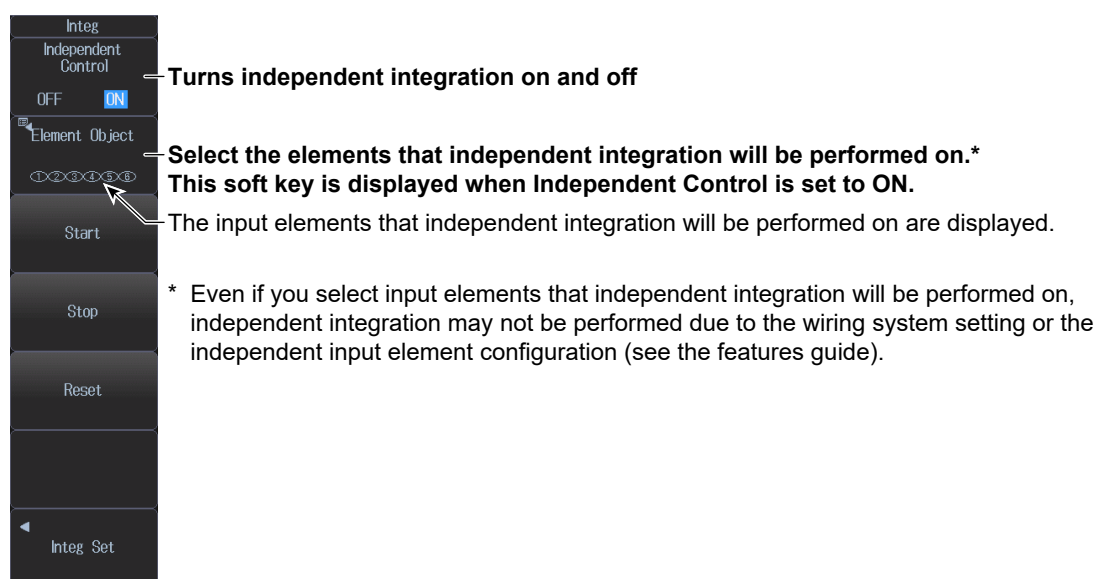 Integ
Independent
Control
OFF ON
Turns independent integration on and off
Element Object
①②③④⑤⑥
Select the elements that independent integration will be performed on.*
This soft key is displayed when Independent Control is set to ON.
The input elements that independent integration will be performed on are displayed.
Start
* Even if you select input elements that independent integration will be performed on,
independent integration may not be performed due to the wiring system setting or the
independent input element configuration (see the features guide).
Stop
Reset
Integ Set